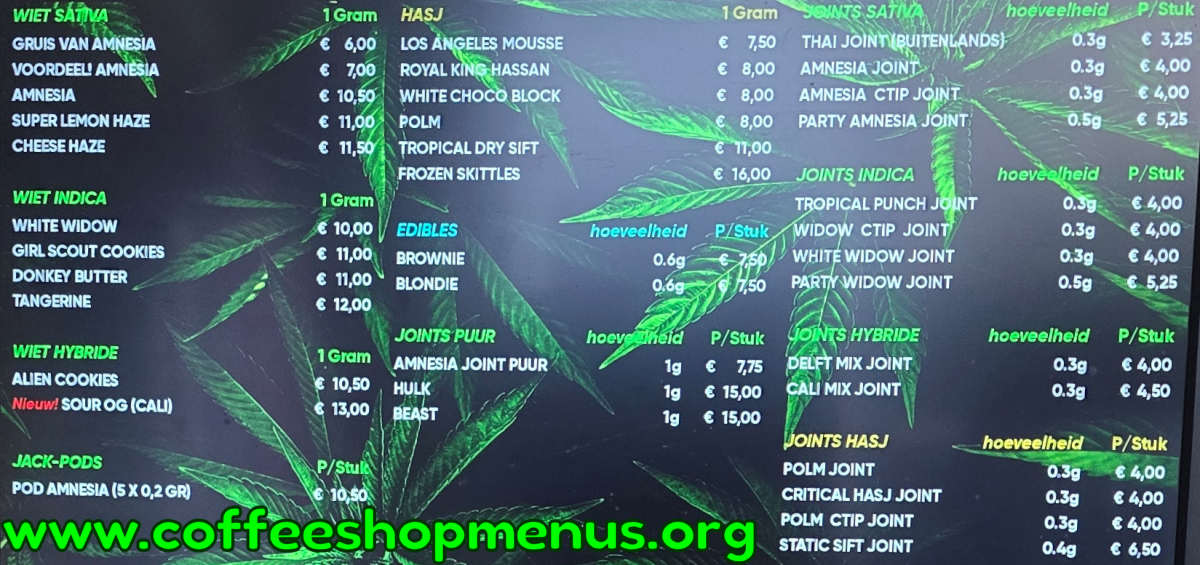 WIET SATIVA 1 Gram
GRUIS VAN AMNESIA € 6,00
VOORDEEL! AMNESIA € 7,00
AMNESIA € 10,50
SUPER LEMON HAZE € 11,00
CHEESE HAZE € 11,50
WIET INDICA 1 Gram
WHITE WIDOW € 10,00
GIRL SCOUT COOKIES € 11,00
DONKEY BUTTER € 11,00
TANGERINE € 12,00
WIET HYBRIDE 1 Gram
ALIEN COOKIES € 10,50
Nieuw! SOUR OG (CALI) € 13,00
JACK-PODS P/Stuk
POD AMNESIA (5 X 0,2 GR) € 10,50
HASJ 1 Gram
LOS ANGELES MOUSSE € 7,50
ROYAL KING HASSAN € 8,00
WHITE CHOCO BLOCK € 8,00
POLM € 8,00
TROPICAL DRY SIFT € 11,00
FROZEN SKITTLES € 16,00
EDIBLES hoeveelheid P/Stuk
BROWNIE 0.6g € 7,50
BLONDIE 0.6g € 7,50
JOINTS PUUR hoeveelheid P/Stuk
AMNESIA JOINT PUUR 1g € 7,75
HULK 1g € 15,00
BEAST 1g € 15,00
JOINTS SATIVA hoeveelheid P/Stuk
THAI JOINT (BUITENLANDS) 0.3g € 3,25
AMNESIA JOINT 0.3g € 4,00
AMNESIA CTIP JOINT 0.3g € 4,00
PARTY AMNESIA JOINT 0.5g € 5,25
JOINTS INDICA hoeveelheid P/Stuk
TROPICAL PUNCH JOINT 0.3g € 4,00
WIDOW CTIP JOINT 0.3g € 4,00
WHITE WIDOW JOINT 0.3g € 4,00
PARTY WIDOW JOINT 0.5g € 5,25
JOINTS HYBRIDE hoeveelheid P/Stuk
DELFT MIX JOINT 0.3g € 4,00
CALI MIX JOINT 0.3g € 4,50
JOINTS HASJ hoeveelheid P/Stuk
POLM JOINT 0.3g € 4,00
CRITICAL HASJ JOINT 0.3g € 4,00
POLM CTIP JOINT 0.3g € 4,00
STATIC SIFT JOINT 0.4g € 6,50
www.coffeeshopmenus.org